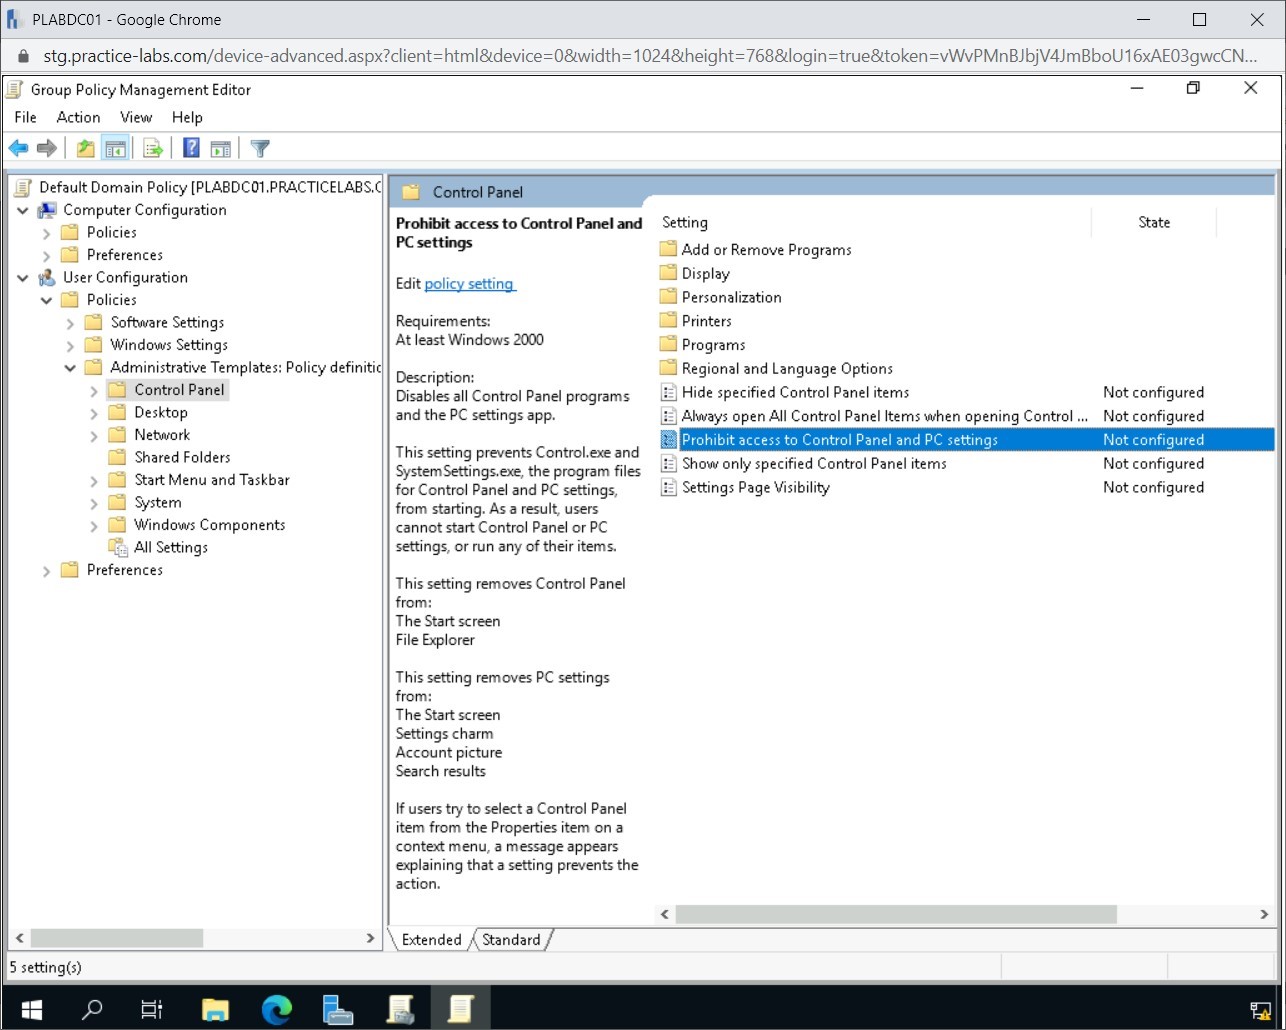 PLABDC01 - Google Chrome
stg.practice-labs.com/device-advanced.aspx?client=html&device=0&width=1024&height=768&login=true&token=vWvPMnBJbjV4JmBboU16xAE03gwcCN...
Group Policy Management Editor
File Action View Help
Default Domain Policy [PLABDC01.PRACTICELABS.C
Computer Configuration
Policies
Preferences
User Configuration
Policies
Software Settings
Windows Settings
Administrative Templates: Policy definitic
Control Panel
Desktop
Network
Shared Folders
Start Menu and Taskbar
System
Windows Components
All Settings
Preferences
Control Panel
Prohibit access to Control Panel and
PC settings
Edit policy setting
Requirements:
At least Windows 2000
Description:
Disables all Control Panel programs
and the PC settings app.
This setting prevents Control.exe and
SystemSettings.exe, the program files
for Control Panel and PC settings,
from starting. As a result, users
cannot start Control Panel or PC
settings, or run any of their items.
This setting removes Control Panel
from:
The Start screen
File Explorer
This setting removes PC settings
from:
The Start screen
Settings charm
Account picture
Search results
If users try to select a Control Panel
item from the Properties item on a
context menu, a message appears
explaining that a setting prevents the
action.
Setting State
Add or Remove Programs
Display
Personalization
Printers
Programs
Regional and Language Options
Hide specified Control Panel items Not configured
Always open All Control Panel Items when opening Control ... Not configured
Prohibit access to Control Panel and PC settings Not configured
Show only specified Control Panel items Not configured
Settings Page Visibility Not configured
Extended Standard
5 setting(s)